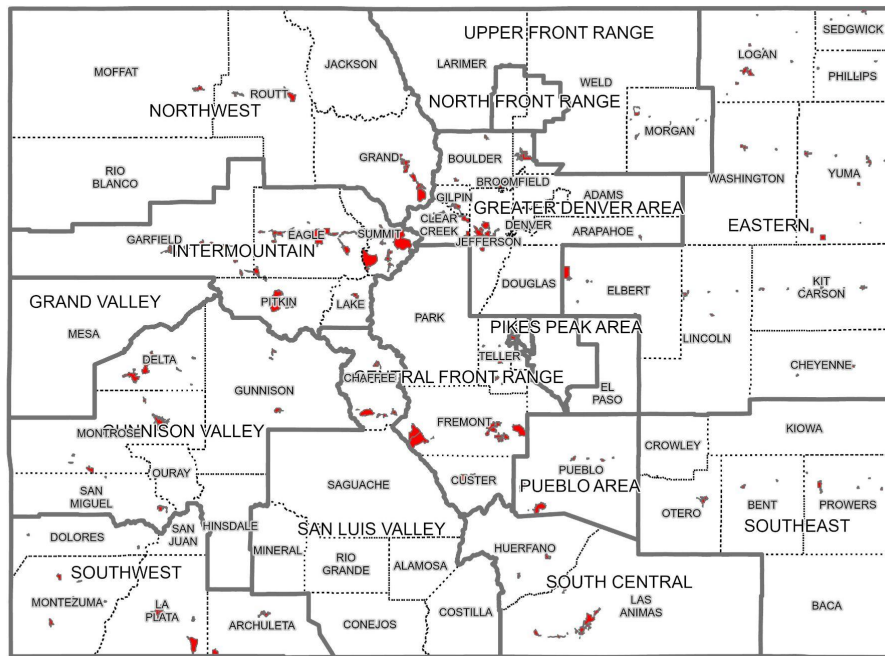 UPPER FRONT RANGE
SEDGWICK
LOGAN
LARIMER
JACKSON
MOFFAT
PHILLIPS
WELD
ROUTT
NORTHWEST
NORTH FRONT RANGE
MORGAN
GRAND
BOULDER
RIO
BLANCO
WASHINGTON
YUMA
BROOMFIELD
GILPIN
ADAMS
GREATER DENVER AREA
CLEAR
CREEK
DENVER
ARAPAHOE
EASTERN
JEFFERSON
EAGLE
SUMMIT
GARFIELD
INTERMOUNTAIN
DOUGLAS
ELBERT
KIT
CARSON
GRAND VALLEY
PITKIN
LAKE
PARK
PIKES PEAK AREA
LINCOLN
MESA
DELTA
TELLER
CHEYENNE
CHAFFEE
CENTRAL FRONT RANGE
GUNNISON
EL
PASO
FREMONT
KIOWA
MONTROSE
GUNNISON VALLEY
CROWLEY
OURAY
PUEBLO
CUSTER
SAGUACHE
PUEBLO AREA
SAN
MIGUEL
OTERO
BENT
PROWERS
SOUTHEAST
HINSDALE
SAN LUIS VALLEY
SAN
JUAN
DOLORES
MINERAL
RIO
GRANDE
HUERFANO
ALAMOSA
SOUTHWEST
SOUTH CENTRAL
MONTEZUMA
LA
PLATA
LAS
ANIMAS
COSTILLA
BACA
ARCHULETA
CONEJOS